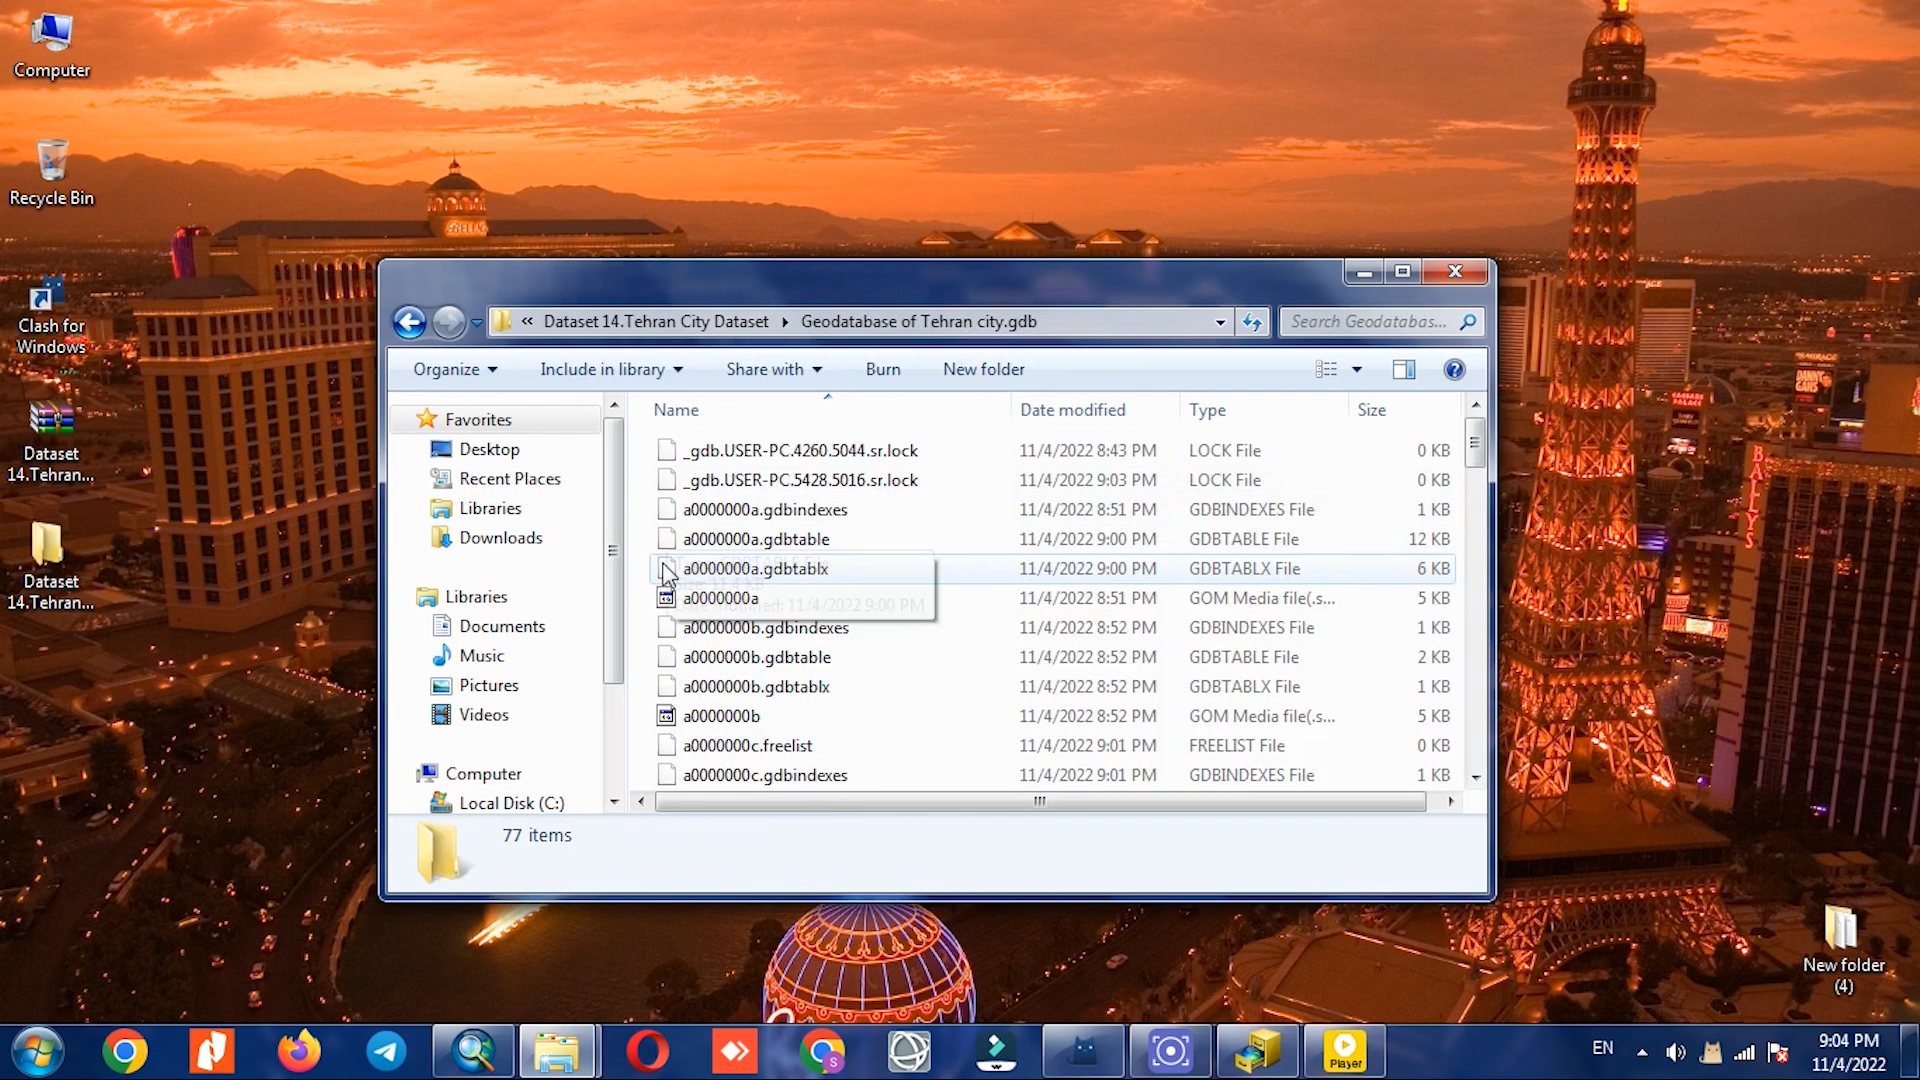 Computer
Recycle Bin
Clash for
Windows
Dataset
14.Tehran...
Dataset
14.Tehran...
New folder
(4)
« Dataset 14.Tehran City Dataset Geodatabase of Tehran city.gdb
Search Geodatabas...
Organize Include in library Share with Burn New folder
Favorites
Desktop
Recent Places
Libraries
Downloads
Libraries
Documents
Music
Pictures
Videos
Computer
Local Disk (C:)
Name Date modified Type Size
_gdb.USER-PC.4260.5044.sr.lock 11/4/2022 8:43 PM LOCK File 0 KB
_gdb.USER-PC.5428.5016.sr.lock 11/4/2022 9:03 PM LOCK File 0 KB
a0000000a.gdbindexes 11/4/2022 8:51 PM GDBINDEXES File 1 KB
a0000000a.gdbtable 11/4/2022 9:00 PM GDBTABLE File 12 KB
a0000000a.gdbtablx 11/4/2022 9:00 PM GDBTABLX File 6 KB
a0000000a 11/4/2022 8:51 PM GOM Media file(.s... 5 KB
Date modified: 11/4/2022 9:00 PM
a0000000b.gdbindexes 11/4/2022 8:52 PM GDBINDEXES File 1 KB
a0000000b.gdbtable 11/4/2022 8:52 PM GDBTABLE File 2 KB
a0000000b.gdbtablx 11/4/2022 8:52 PM GDBTABLX File 1 KB
a0000000b 11/4/2022 8:52 PM GOM Media file(.s... 5 KB
a0000000c.freelist 11/4/2022 9:01 PM FREELIST File 0 KB
a0000000c.gdbindexes 11/4/2022 9:01 PM GDBINDEXES File 1 KB
77 items
BALLYS
DANNY
GANS
S
Player
EN
9:04 PM
11/4/2022